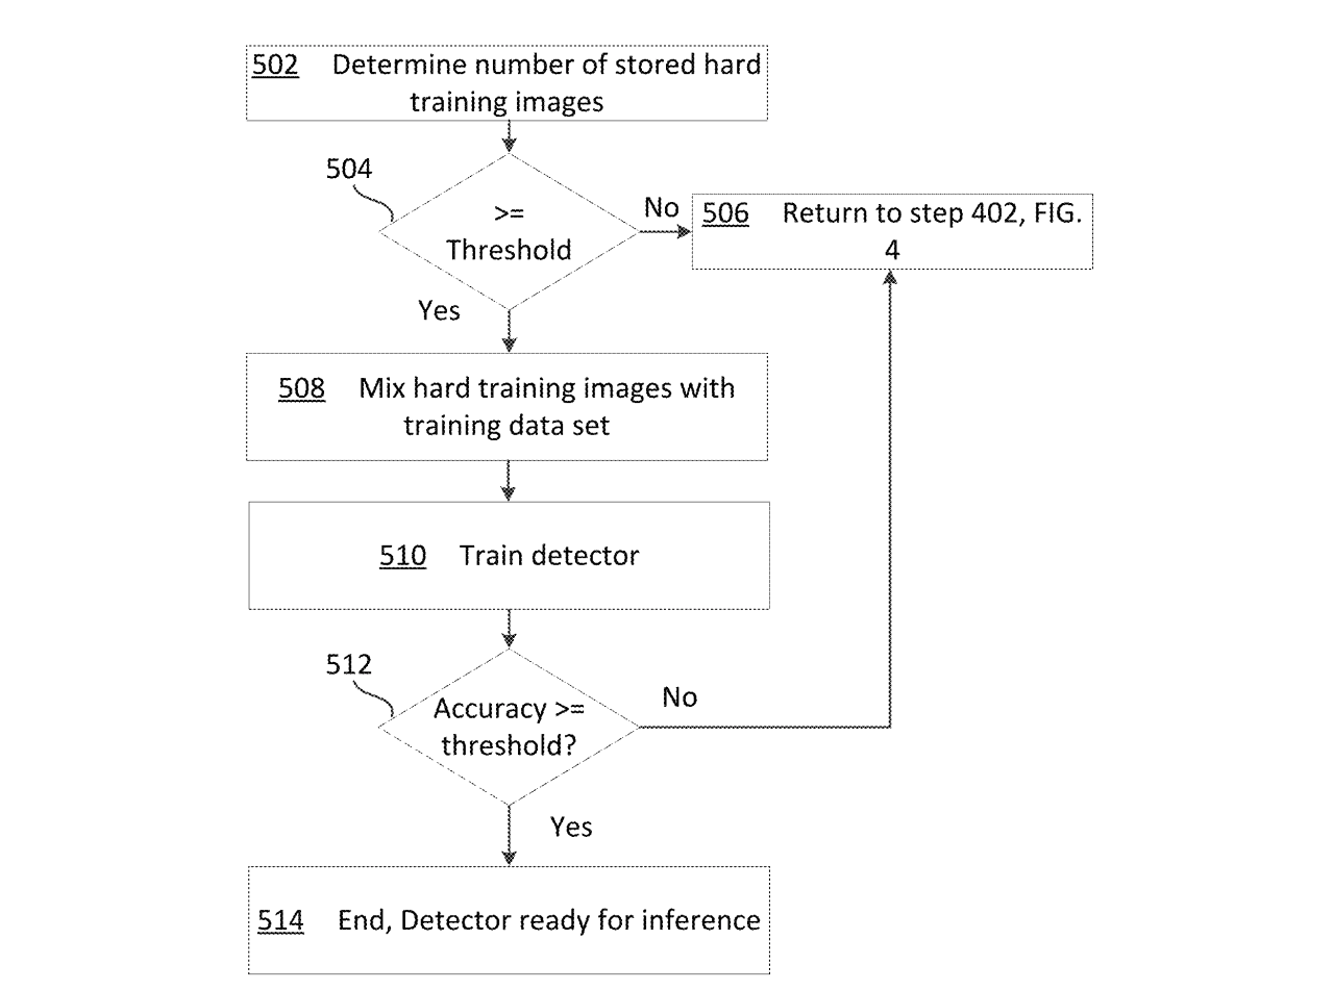 502 Determine number of stored hard
training images
504
>=
Threshold
No
506 Return to step 402, FIG.
4
Yes
508 Mix hard training images with
training data set
510 Train detector
512
Accuracy >=
threshold?
No
Yes
514 End, Detector ready for inference